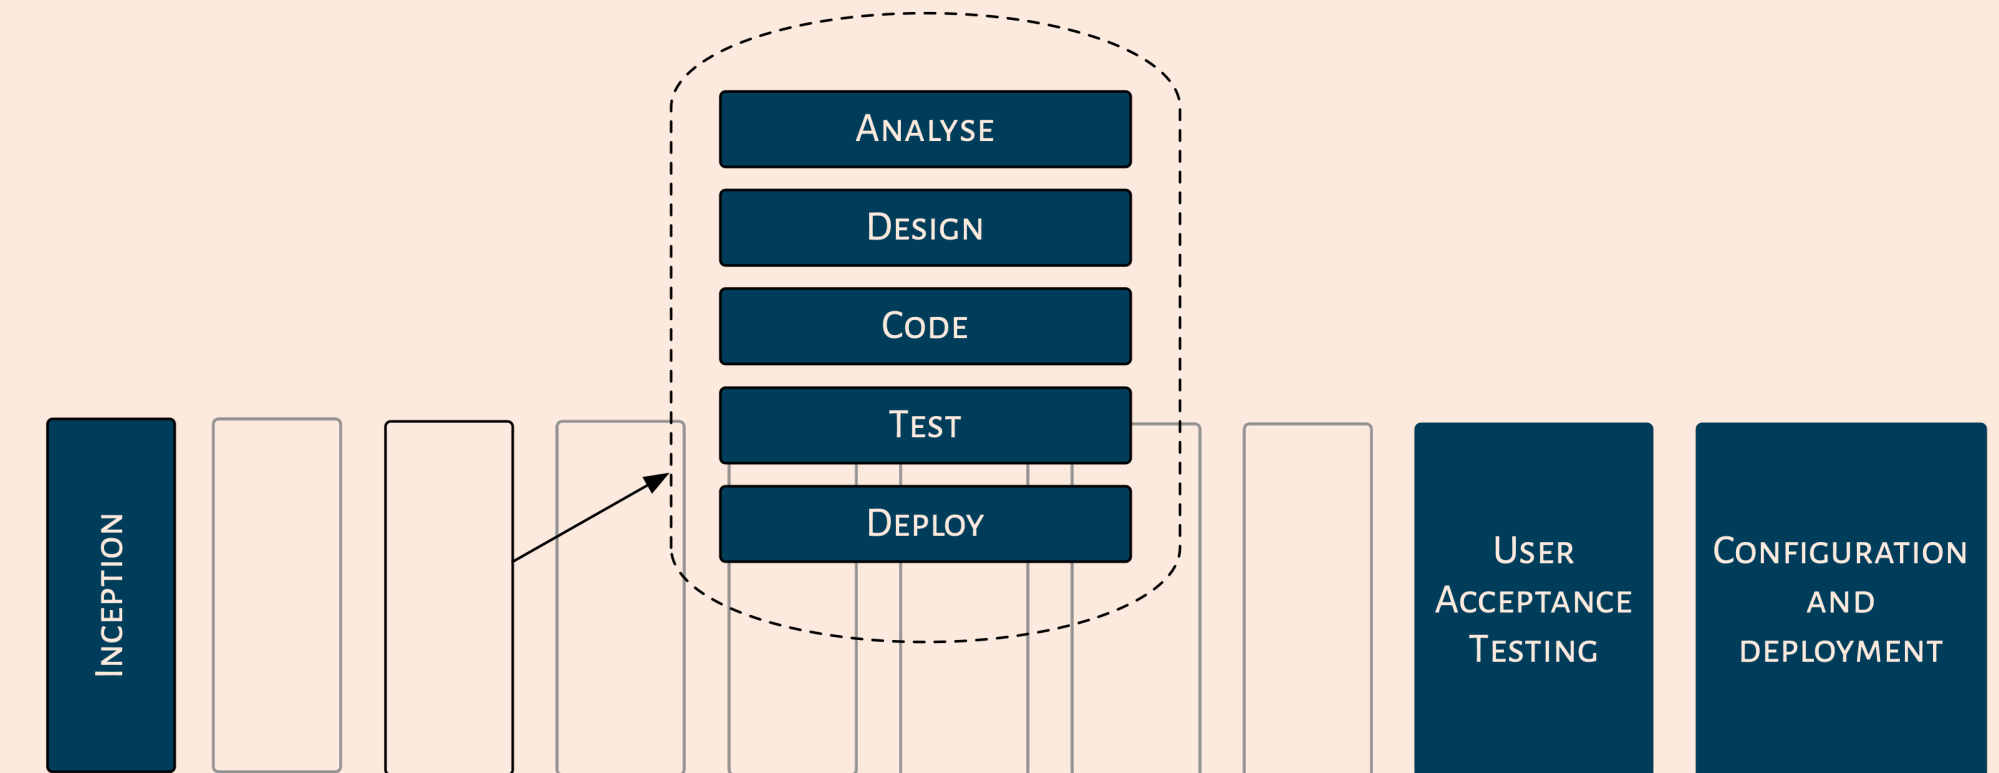 Analyse
Design
Code
Test
Deploy
Inception
User
Acceptance
Testing
Configuration
and
deployment